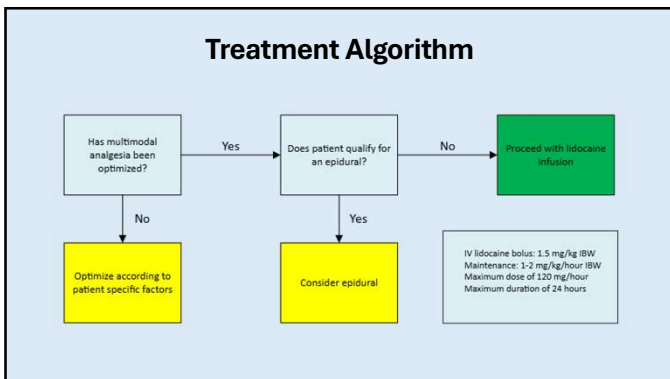 Treatment Algorithm
Has multimodal
analgesia been
optimized?
Yes
Does patient qualify for
an epidural?
No
Proceed with lidocaine
infusion
No
Yes
Optimize according to
patient specific factors
Consider epidural
IV lidocaine bolus: 1.5 mg/kg IBW
Maintenance: 1-2 mg/kg/hour IBW
Maximum dose of 120 mg/hour
Maximum duration of 24 hours